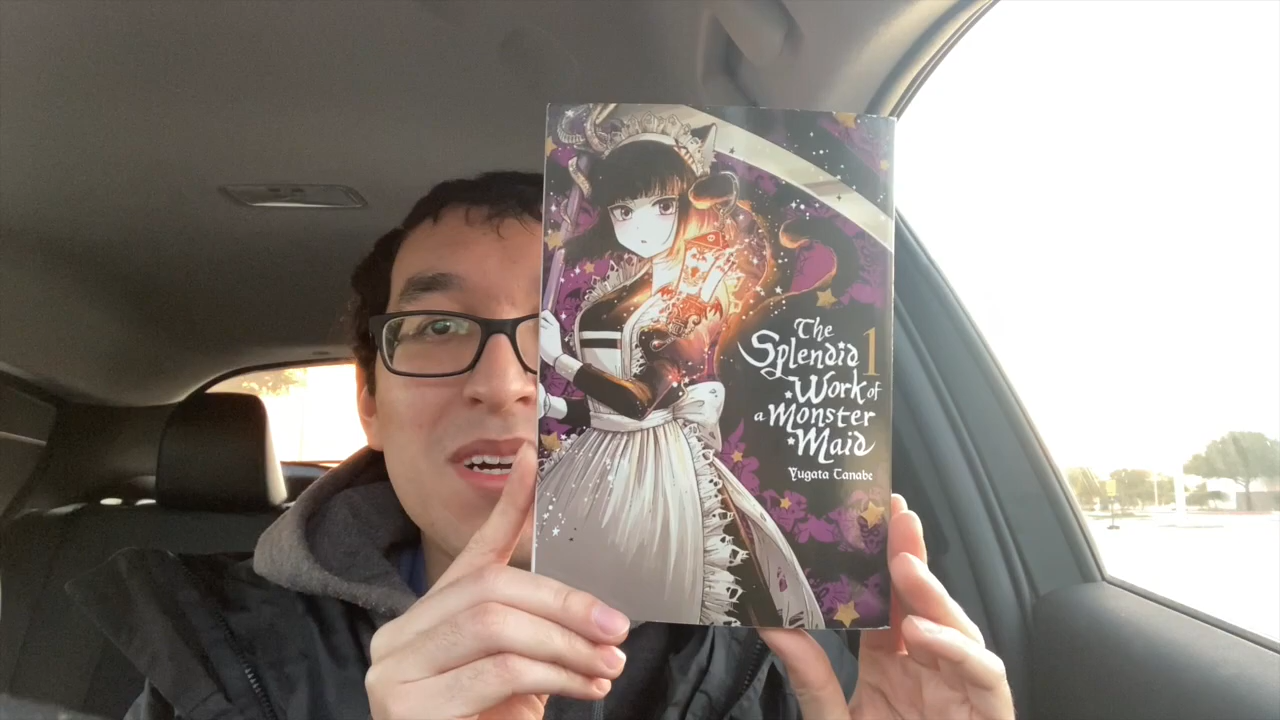 The
Splendid 1
Work of
a Monster
Maid
Yugata Tanabe